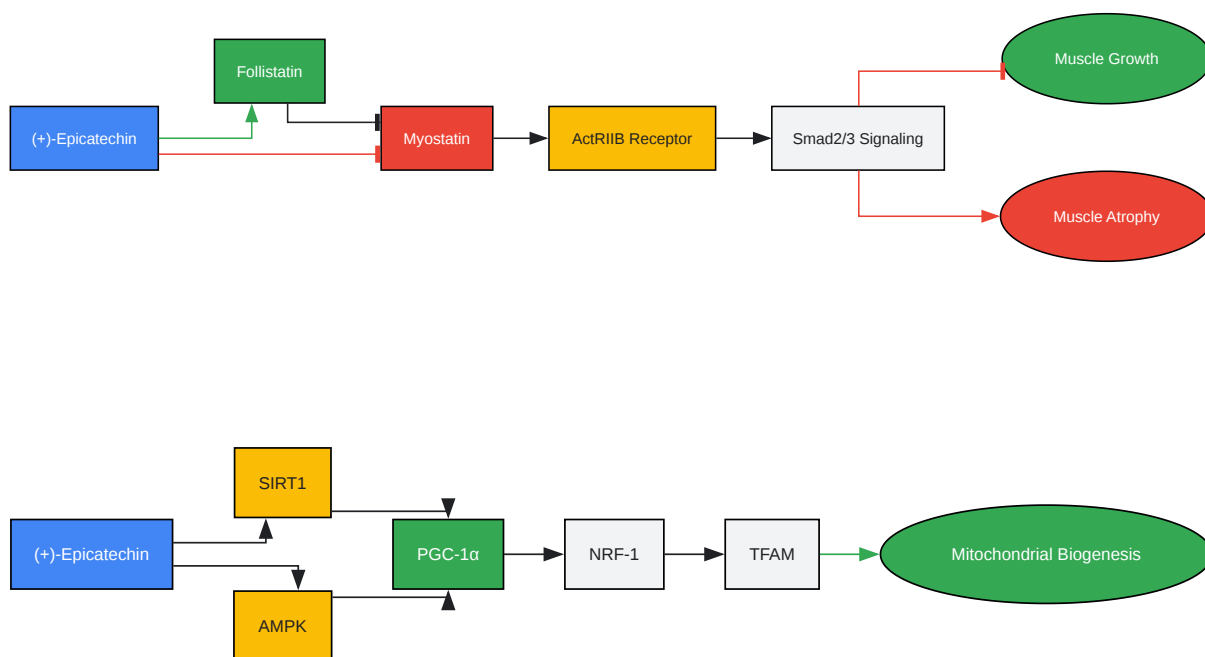 Follistatin
(+)-Epicatechin
Myostatin
ActRIIB Receptor
Smad2/3 Signaling
Muscle Growth
Muscle Atrophy
SIRT1
(+)-Epicatechin
AMPK
PGC-1α
NRF-1
TFAM
Mitochondrial Biogenesis